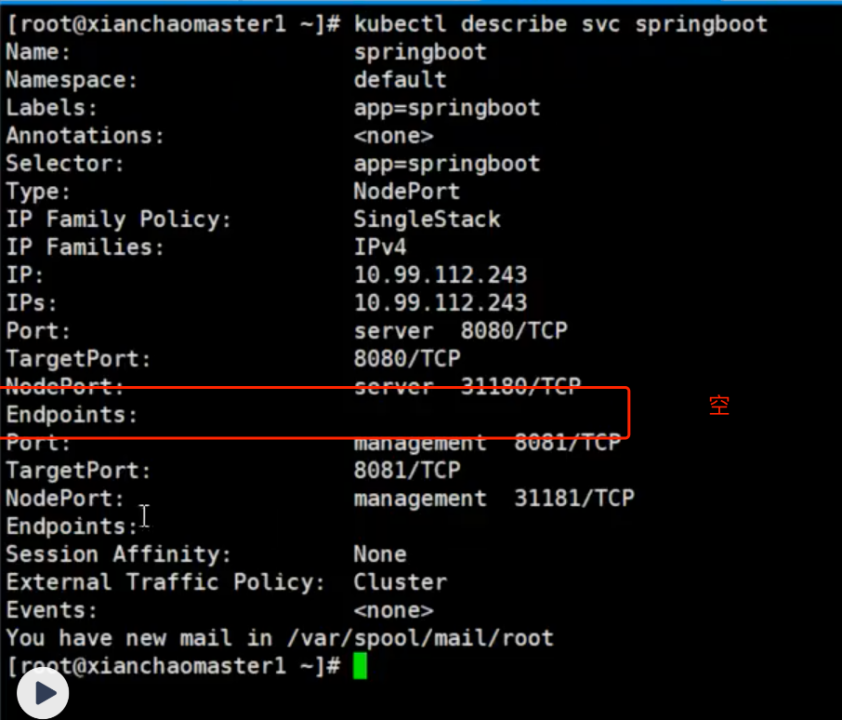 [root@xianchaomaster1 ~]# kubectl describe svc springboot
Name: springboot
Namespace: default
Labels: app=springboot
Annotations: <none>
Selector: app=springboot
Type: NodePort
IP Family Policy: SingleStack
IP Families: IPv4
IP: 10.99.112.243
IPs: 10.99.112.243
Port: server 8080/TCP
TargetPort: 8080/TCP
NodePort: server 31180/TCP
Endpoints:
空
Port: management 8081/TCP
TargetPort: 8081/TCP
NodePort: management 31181/TCP
Endpoints:
Session Affinity: None
External Traffic Policy: Cluster
Events: <none>
You have new mail in /var/spool/mail/root
[root@xianchaomaster1 ~]#